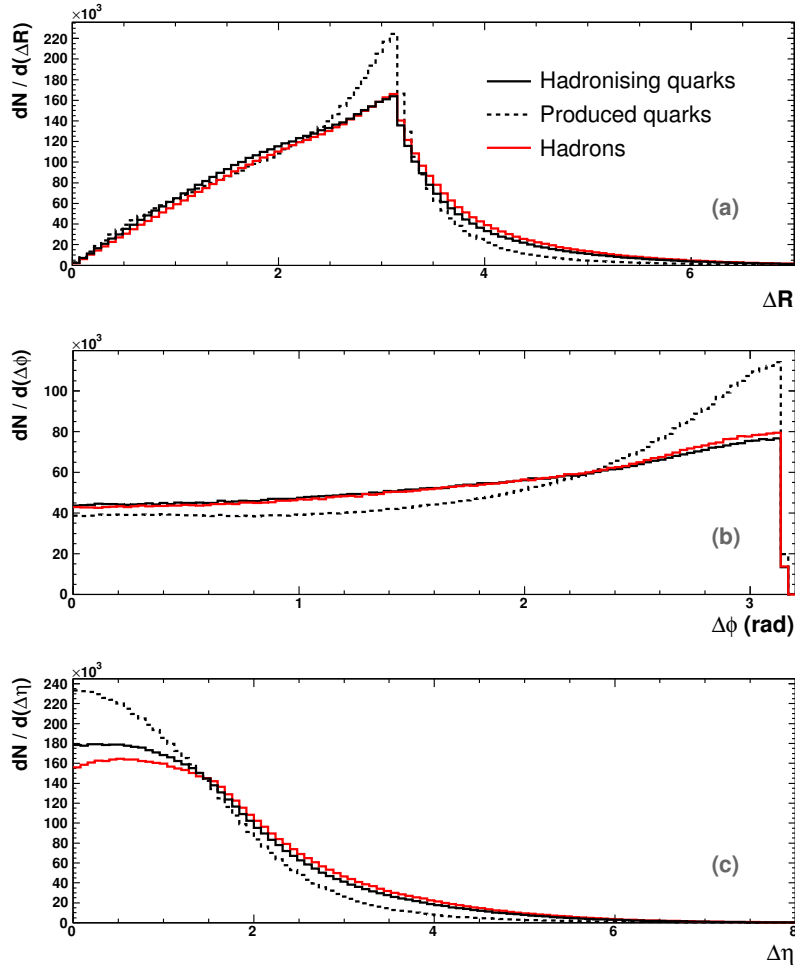 ×10³
dN / d(ΔR)
220
200
180
160
140
120
100
80
60
40
20
0
Hadronising quarks
Produced quarks
Hadrons
(a)
0 2 4 6
ΔR
×10³
dN / d(Δϕ)
100
80
60
40
20
0
(b)
0 1 2 3
Δϕ (rad)
×10³
dN / d(Δη)
240
220
200
180
160
140
120
100
80
60
40
20
0
(c)
0 2 4 6 8
Δη